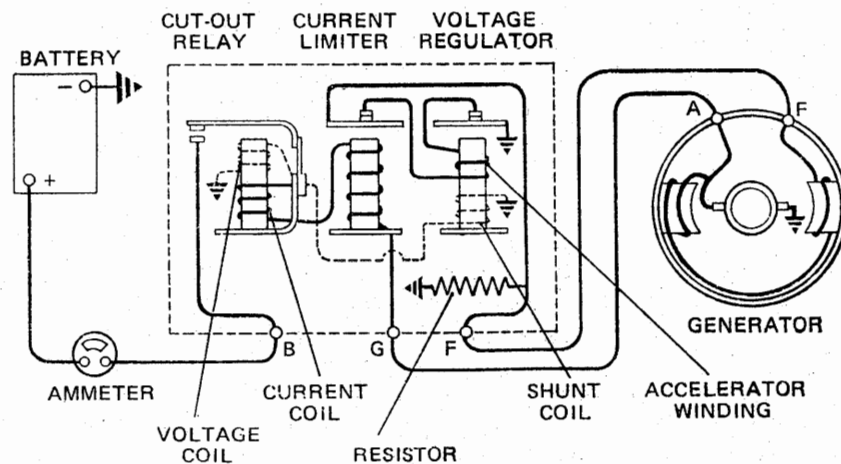 CUT-OUT
RELAY
CURRENT
LIMITER
VOLTAGE
REGULATOR
BATTERY
-
+
A
F
B
G
F
GENERATOR
AMMETER
CURRENT
COIL
SHUNT
COIL
ACCELERATOR
WINDING
VOLTAGE
COIL
RESISTOR